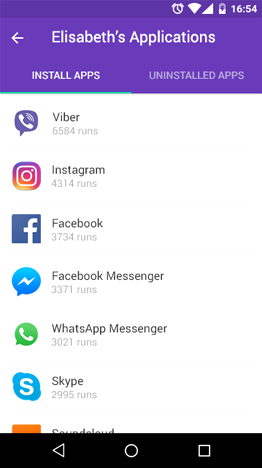 16:54
Elisabeth's Applications
INSTALL APPS
UNINSTALLED APPS
Viber
6584 runs
Instagram
4314 runs
Facebook
3734 runs
Facebook Messenger
3371 runs
WhatsApp Messenger
3021 runs
Skype
2995 runs
Soundcloud